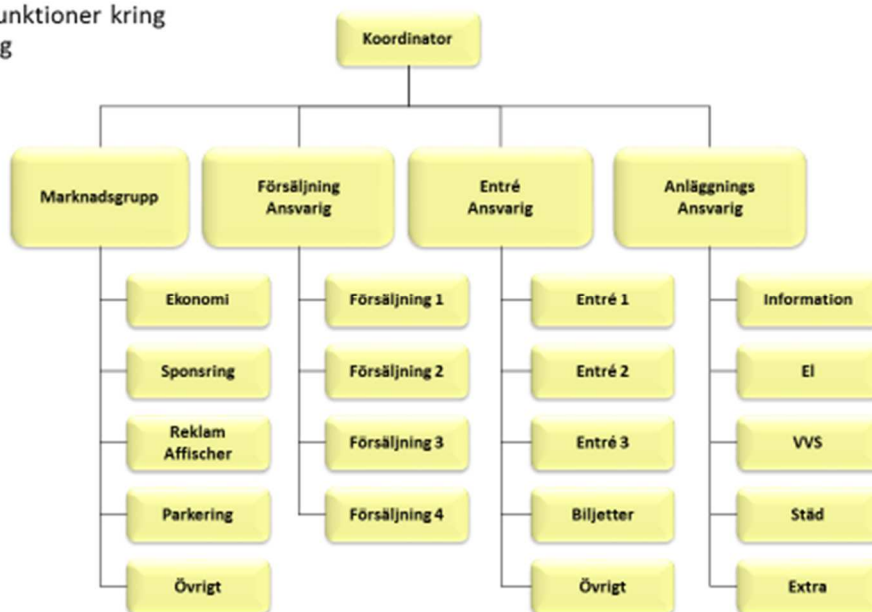 unktioner kring
g
Koordinator
Marknadsgrupp
Försäljning
Ansvarig
Entré
Ansvarig
Anläggnings
Ansvarig
Ekonomi
Sponsring
Reklam
Affischer
Parkering
Övrigt
Försäljning 1
Försäljning 2
Försäljning 3
Försäljning 4
Entré 1
Entré 2
Entré 3
Biljetter
Övrigt
Information
El
VVS
Städ
Extra